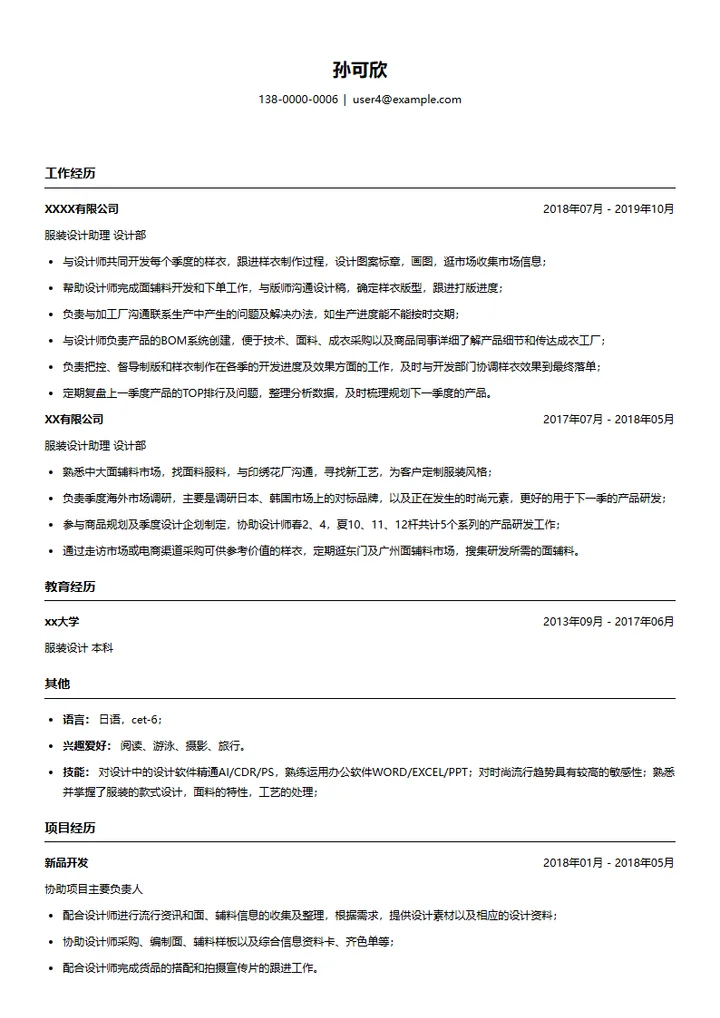 孙可欣
138-0000-0006 | user4@example.com
工作经历
XXXX有限公司 2018年07月 - 2019年10月
服装设计助理 设计部
• 与设计师共同开发每个季度的样衣，跟进样衣制作过程，设计图案标章，画图，逛市场收集市场信息；
• 帮助设计师完成面辅料开发和下单工作，与版师沟通设计稿，确定样衣版型，跟进打版进度；
• 负责与加工厂沟通联系生产中产生的问题及解决办法，如生产进度能不能按时交期；
• 与设计师负责产品的BOM系统创建，便于技术、面料、成衣采购以及商品同事详细了解产品细节和传达成衣工厂；
• 负责把控、督导制版和样衣制作在各季的开发进度及效果方面的工作，及时与开发部门协调样衣效果到最终落单；
• 定期复盘上一季度产品的TOP排行及问题，整理分析数据，及时梳理规划下一季度的产品。
XX有限公司 2017年07月 - 2018年05月
服装设计助理 设计部
• 熟悉中大面辅料市场，找面料服料，与印绣花厂沟通，寻找新工艺，为客户定制服装风格；
• 负责季度海外市场调研，主要是调研日本、韩国市场上的对标品牌，以及正在发生的时尚元素，更好的用于下一季的产品研发；
• 参与商品规划及季度设计企划制定，协助设计师春2、4，夏10、11、12杆共计5个系列的产品研发工作；
• 通过走访市场或电商渠道采购可供参考价值的样衣，定期逛东门及广州面辅料市场，搜集研发所需的面辅料。
教育经历
xx大学 2013年09月 - 2017年06月
服装设计 本科
其他
• 语言： 日语，cet-6；
• 兴趣爱好： 阅读、游泳、摄影、旅行。
• 技能： 对设计中的设计软件精通AI/CDR/PS，熟练运用办公软件WORD/EXCEL/PPT；对时尚流行趋势具有较高的敏感性；熟悉
并掌握了服装的款式设计，面料的特性，工艺的处理；
项目经历
新品开发 2018年01月 - 2018年05月
协助项目主要负责人
• 配合设计师进行流行资讯和面、辅料信息的收集及整理，根据需求，提供设计素材以及相应的设计资料；
• 协助设计师采购、编制面、辅料样板以及综合信息资料卡、齐色单等；
• 配合设计师完成货品的搭配和拍摄宣传片的跟进工作。